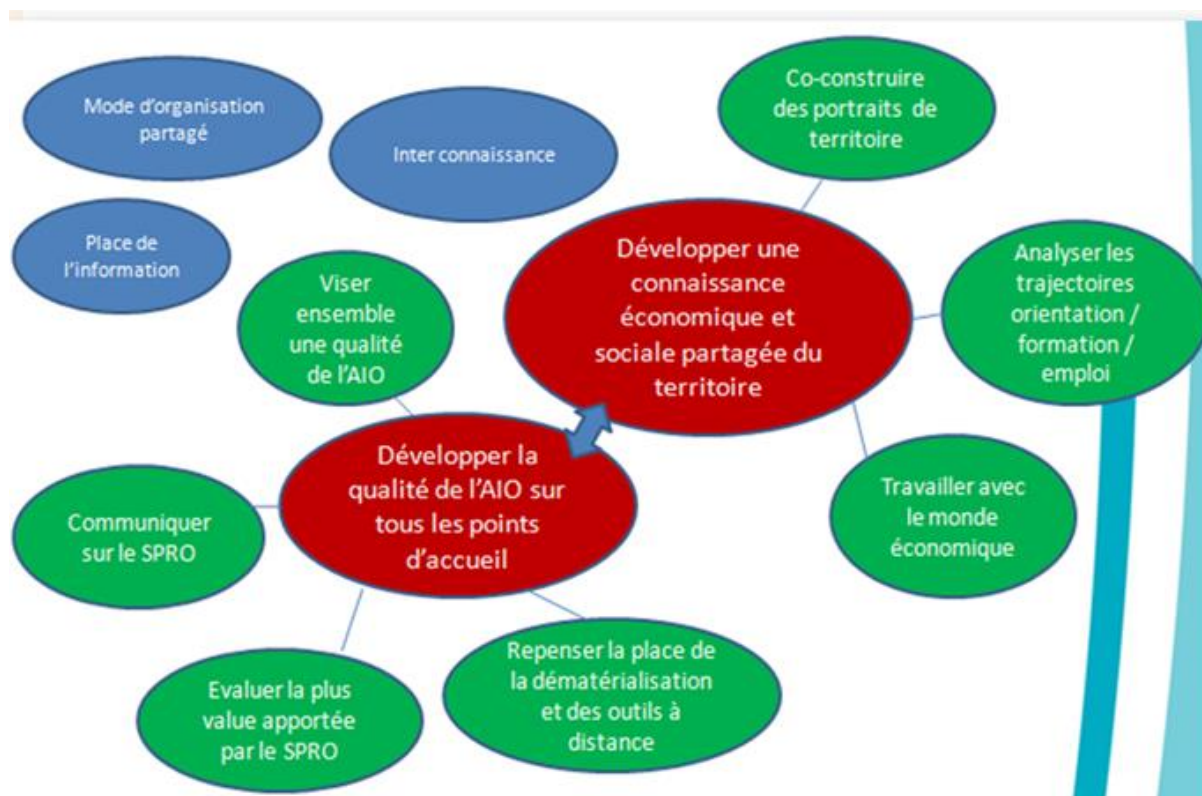 Mode d'organisation
partagé
Inter connaissance
Place de
l'information
Co-construire
des portraits de
territoire
Développer une
connaissance
économique et
sociale partagée du
territoire
Analyser les
trajectoires
orientation /
formation /
emploi
Viser
ensemble
une qualité
de l'AIO
Développer la
qualité de l'AIO sur
tous les points
d'accueil
Travailler avec
le monde
économique
Communiquer
sur le SPRO
Evaluer la plus
value apportée
par le SPRO
Repenser la place de
la dématérialisation
et des outils à
distance